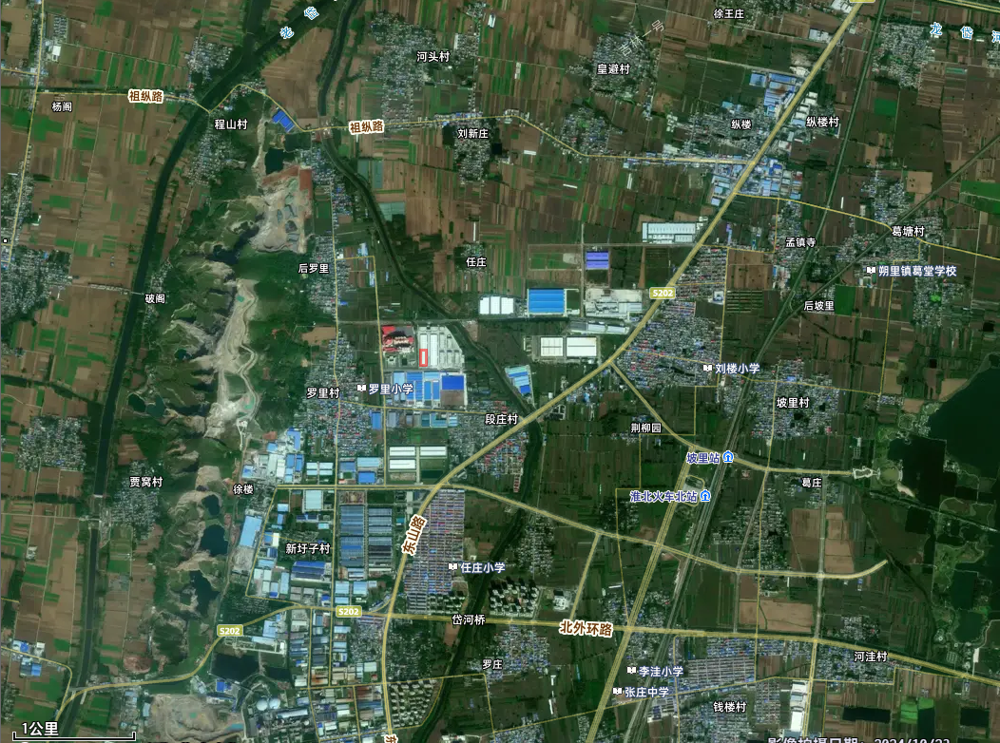 徐王庄
龙 岱 河
老 岱
河头村
皇避村
祖纵路
杨阁
程山村
祖纵路
刘新庄
纵楼
纵楼村
葛塘村
孟镇寺
后罗里
任庄
朔里镇葛堂学校
破阁
S202
后坡里
刘楼小学
罗里村
罗里小学
坡里村
段庄村
荆柳园
坡里站
贾窝村
徐楼
葛庄
淮北火车北站
东山路
新圩子村
任庄小学
S202
岱河桥
北外环路
S202
罗庄
河洼村
李洼小学
张庄中学
钱楼村
1公里
影像拍摄日期